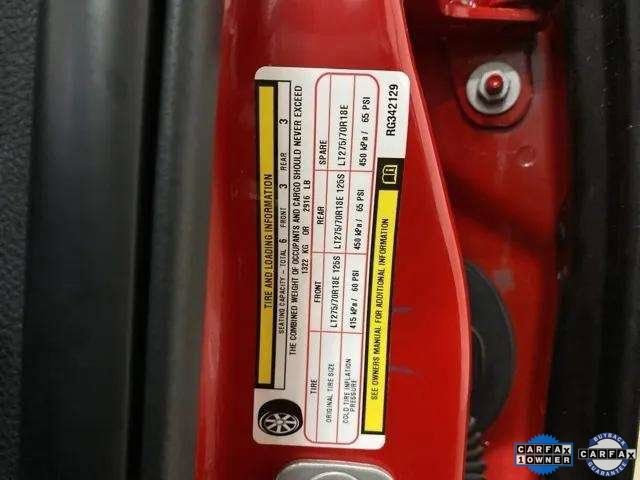 TIRE AND LOADING INFORMATION
SEATING CAPACITY - TOTAL 6 FRONT 3 REAR 3
THE COMBINED WEIGHT OF OCCUPANTS AND CARGO SHOULD NEVER EXCEED
1322 KG OR 2916 LB
TIRE FRONT REAR SPARE
ORIGINAL TIRE SIZE LT275/70R18E 125S LT275/70R18E 125S LT275/70R18E
COLD TIRE INFLATION PRESSURE 415 kPa / 60 PSI 450 kPa / 65 PSI 450 kPa / 65 PSI
SEE OWNERS MANUAL FOR ADDITIONAL INFORMATION
RG342129
CARFAX
1 OWNER
BUYBACK
CARFAX
GUARANTEE